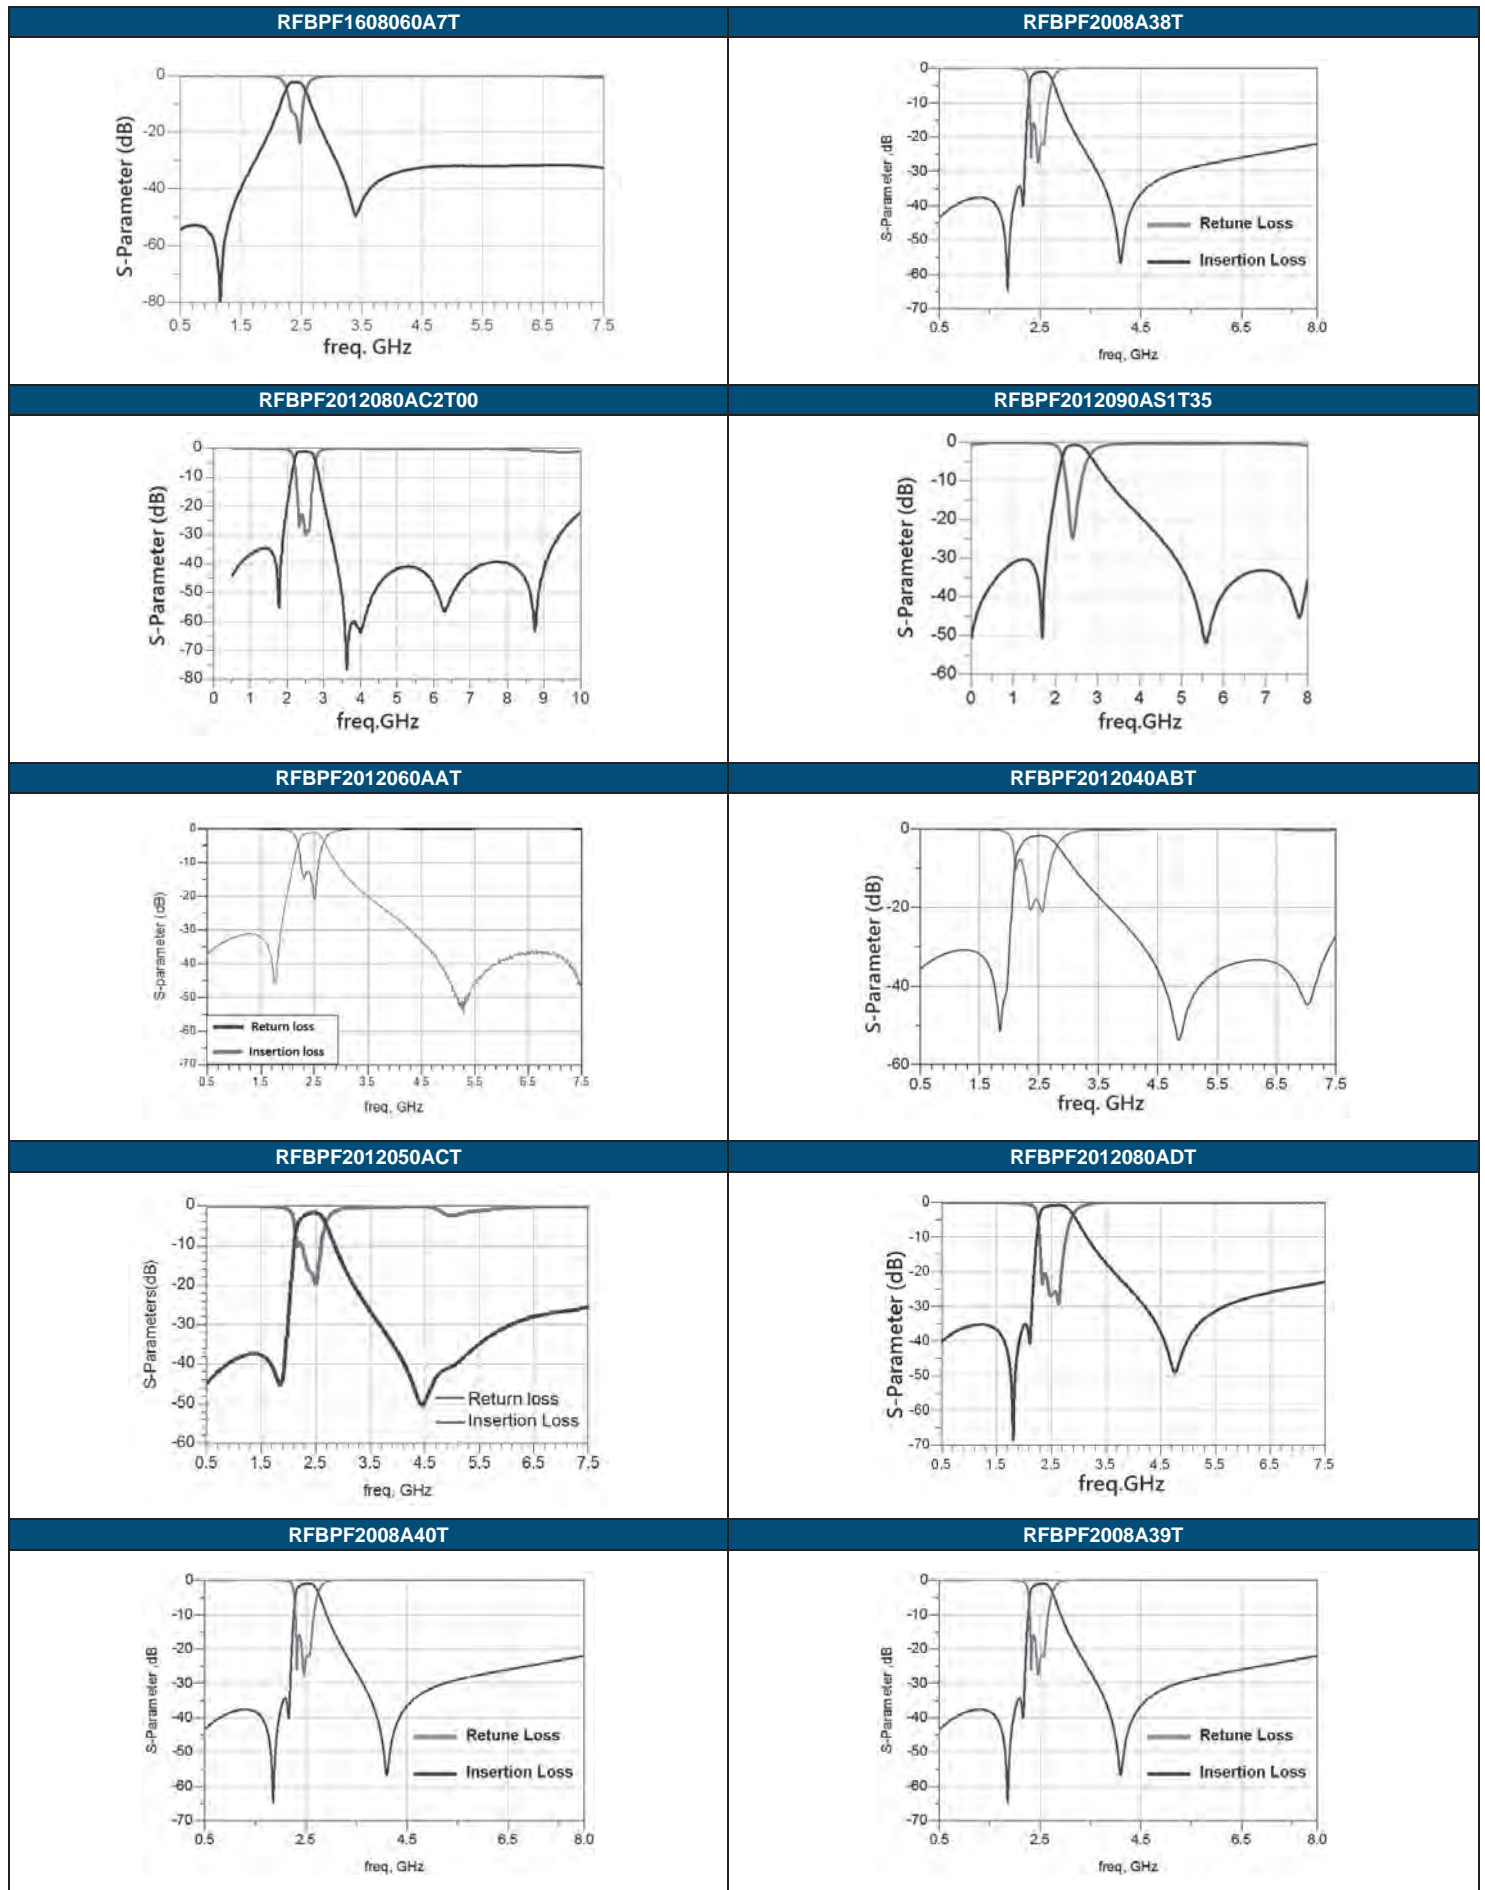 RFBPF1608060A7T
S-Parameter (dB)
0
-20
-40
-60
-80
0.5 1.5 2.5 3.5 4.5 5.5 6.5 7.5
freq. GHz
RFBPF2008A38T
S-Parameter ,dB
0
-10
-20
-30
-40
-50
-60
-70
Retune Loss
Insertion Loss
0.5 2.5 4.5 6.5 8.0
freq, GHz
RFBPF2012080AC2T00
S-Parameter (dB)
0
-10
-20
-30
-40
-50
-60
-70
-80
0 1 2 3 4 5 6 7 8 9 10
freq.GHz
RFBPF2012090AS1T35
S-Parameter (dB)
0
-10
-20
-30
-40
-50
-60
0 1 2 3 4 5 6 7 8
freq.GHz
RFBPF2012060AAT
S-parameter (dB)
0
-10
-20
-30
-40
-50
-60
-70
Return loss
Insertion loss
0.5 1.5 2.5 3.5 4.5 5.5 6.5 7.5
freq, GHz
RFBPF2012040ABT
S-Parameter (dB)
0
-20
-40
-60
0.5 1.5 2.5 3.5 4.5 5.5 6.5 7.5
freq. GHz
RFBPF2012050ACT
S-Parameters(dB)
0
-10
-20
-30
-40
-50
-60
Return loss
Insertion Loss
0.5 1.5 2.5 3.5 4.5 5.5 6.5 7.5
freq, GHz
RFBPF2012080ADT
S-Parameter (dB)
0
-10
-20
-30
-40
-50
-60
-70
0.5 1.5 2.5 3.5 4.5 5.5 6.5 7.5
freq.GHz
RFBPF2008A40T
S-Parameter ,dB
0
-10
-20
-30
-40
-50
-60
-70
Retune Loss
Insertion Loss
0.5 2.5 4.5 6.5 8.0
freq, GHz
RFBPF2008A39T
S-Parameter ,dB
0
-10
-20
-30
-40
-50
-60
-70
Retune Loss
Insertion Loss
0.5 2.5 4.5 6.5 8.0
freq, GHz